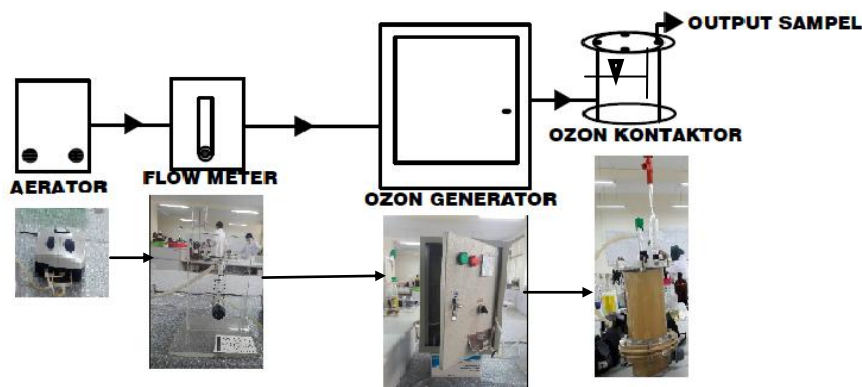 OUTPUT SAMPEL
OZON KONTAKTOR
FLOW METER
AERATOR
OZON GENERATOR